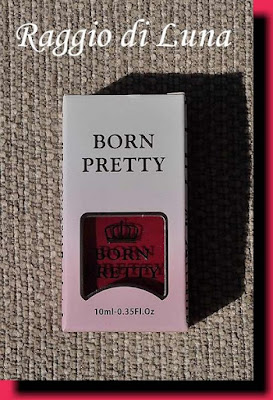 Raggio di Luna
BORN
PRETTY
BORN
PRETTY
10ml-0.35Fl.Oz